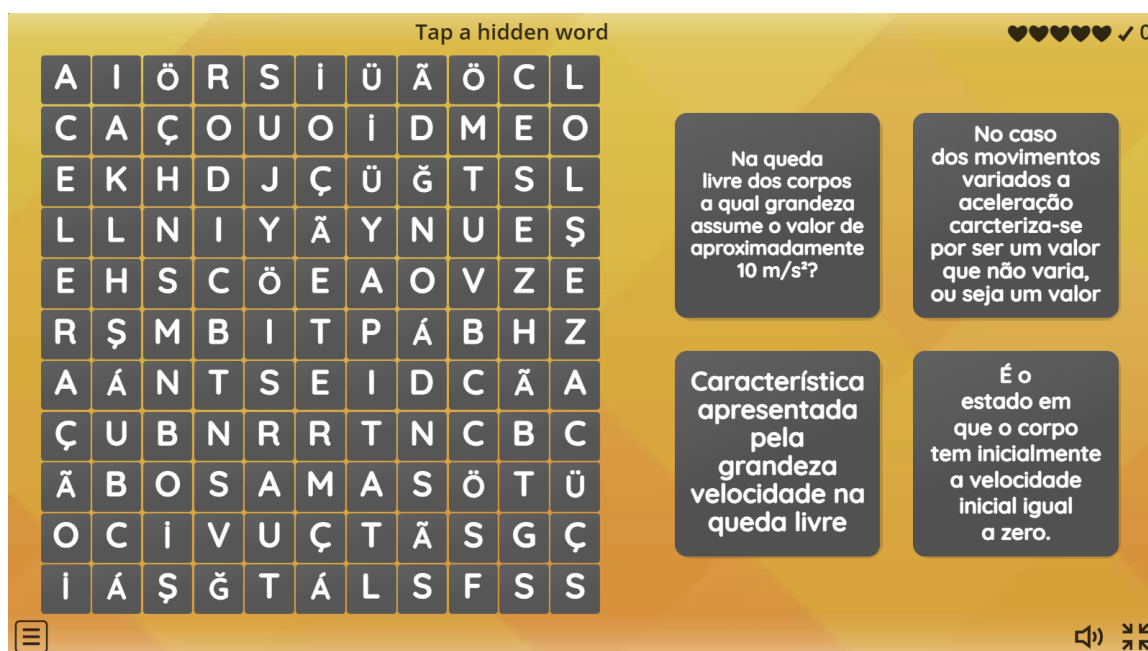 Tap a hidden word
0
A I Ö R S İ Ü Ã Ö C L
C A Ç O U O İ D M E O
E K H D J Ç Ü Ğ T S L
L L N I Y Ã Y N U E Ş
E H S C Ö E A O V Z E
R Ş M B I T P Á B H Z
A Á N T S E I D C Ã A
Ç U B N R R T N C B C
Ã B O S A M A S Ö T Ü
O C İ V U Ç T Ã S G Ç
İ Á Ş Ğ T Á L S F S S
Na queda
livre dos corpos
a qual grandeza
assume o valor de
aproximadamente
10 m/s²?
No caso
dos movimentos
variados a
aceleração
carcteriza-se
por ser um valor
que não varia,
ou seja um valor
Característica
apresentada
pela
grandeza
velocidade na
queda livre
É o
estado em
que o corpo
tem inicialmente
a velocidade
inicial igual
a zero.